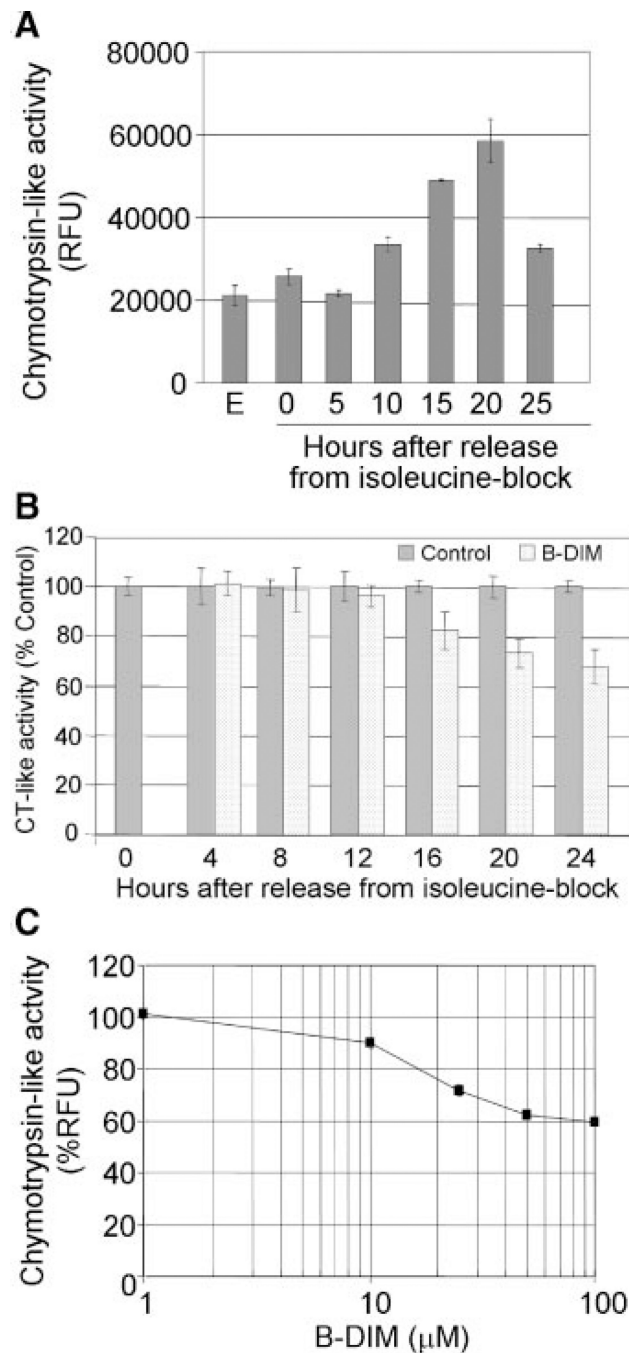 A
Chymotrypsin-like activity
(RFU)
80000
60000
40000
20000
0
E 0 5 10 15 20 25
Hours after release
from isoleucine-block
B
CT-like activity (% Control)
120
100
80
60
40
20
0
Control B-DIM
0 4 8 12 16 20 24
Hours after release from isoleucine-block
C
Chymotrypsin-like actvity
(%RFU)
120
100
80
60
40
20
0
1 10 100
B-DIM (μM)